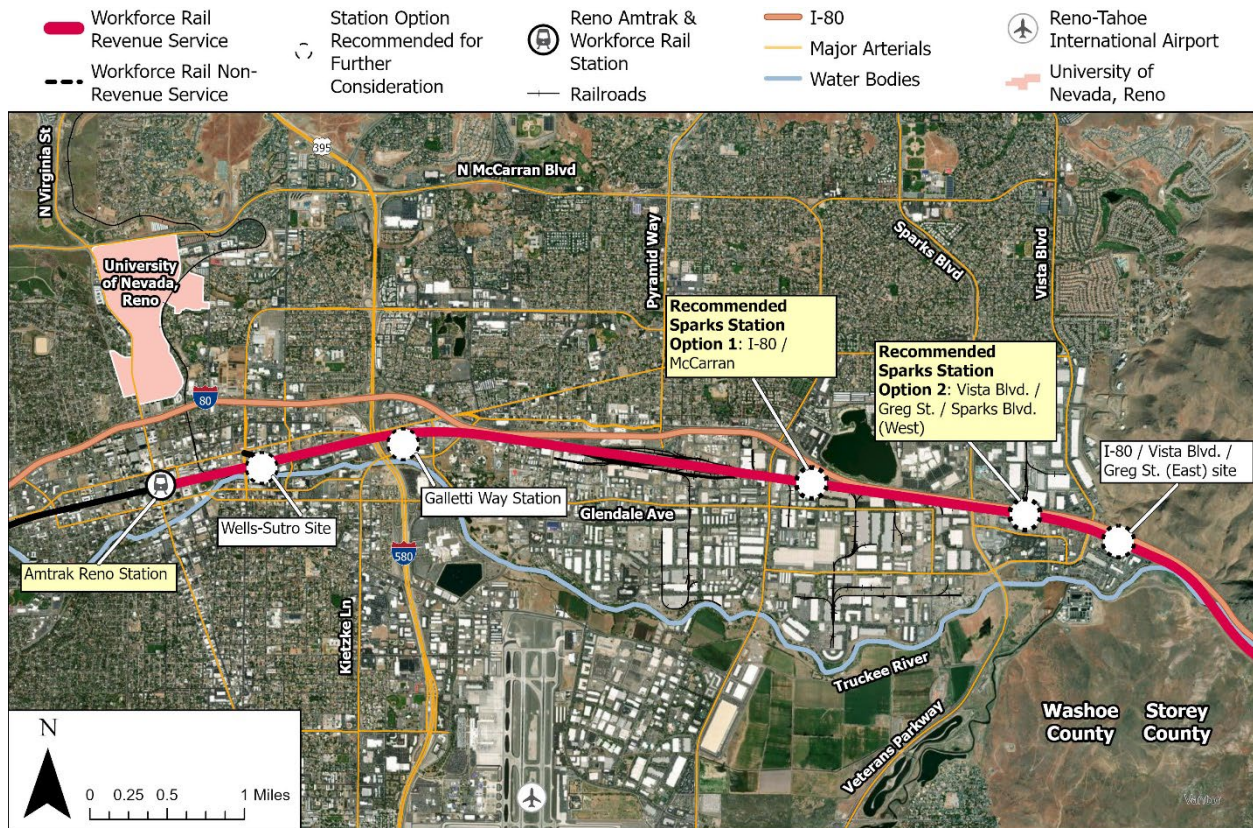 Workforce Rail
Revenue Service
Workforce Rail Non-
Revenue Service
Station Option
Recommended for
Further
Consideration
Reno Amtrak &
Workforce Rail
Station
Railroads
I-80
Major Arterials
Water Bodies
Reno-Tahoe
International Airport
University of
Nevada, Reno
N Virginia St
395
N McCarran Blvd
Pyramid Way
Sparks Blvd
Vista Blvd
University
of Nevada,
Reno
Recommended
Sparks Station
Option 1: I-80 /
McCarran
Recommended
Sparks Station
Option 2: Vista Blvd. /
Greg St. / Sparks Blvd.
(West)
80
I-80 / Vista Blvd. /
Greg St. (East) site
Galletti Way Station
Glendale Ave
Wells-Sutro Site
Amtrak Reno Station
580
Kietzke Ln
Truckee River
Veterans Parkway
Washoe
County
Storey
County
N
0 0.25 0.5 1 Miles